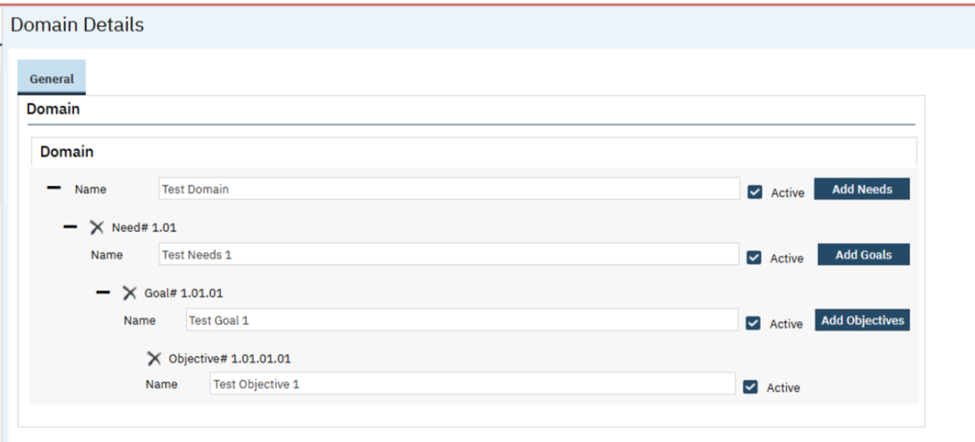 Domain Details
General
Domain
Domain
Name Test Domain Active Add Needs
Need# 1.01
Name Test Needs 1 Active Add Goals
Goal# 1.01.01
Name Test Goal 1 Active Add Objectives
Objective# 1.01.01.01
Name Test Objective 1 Active